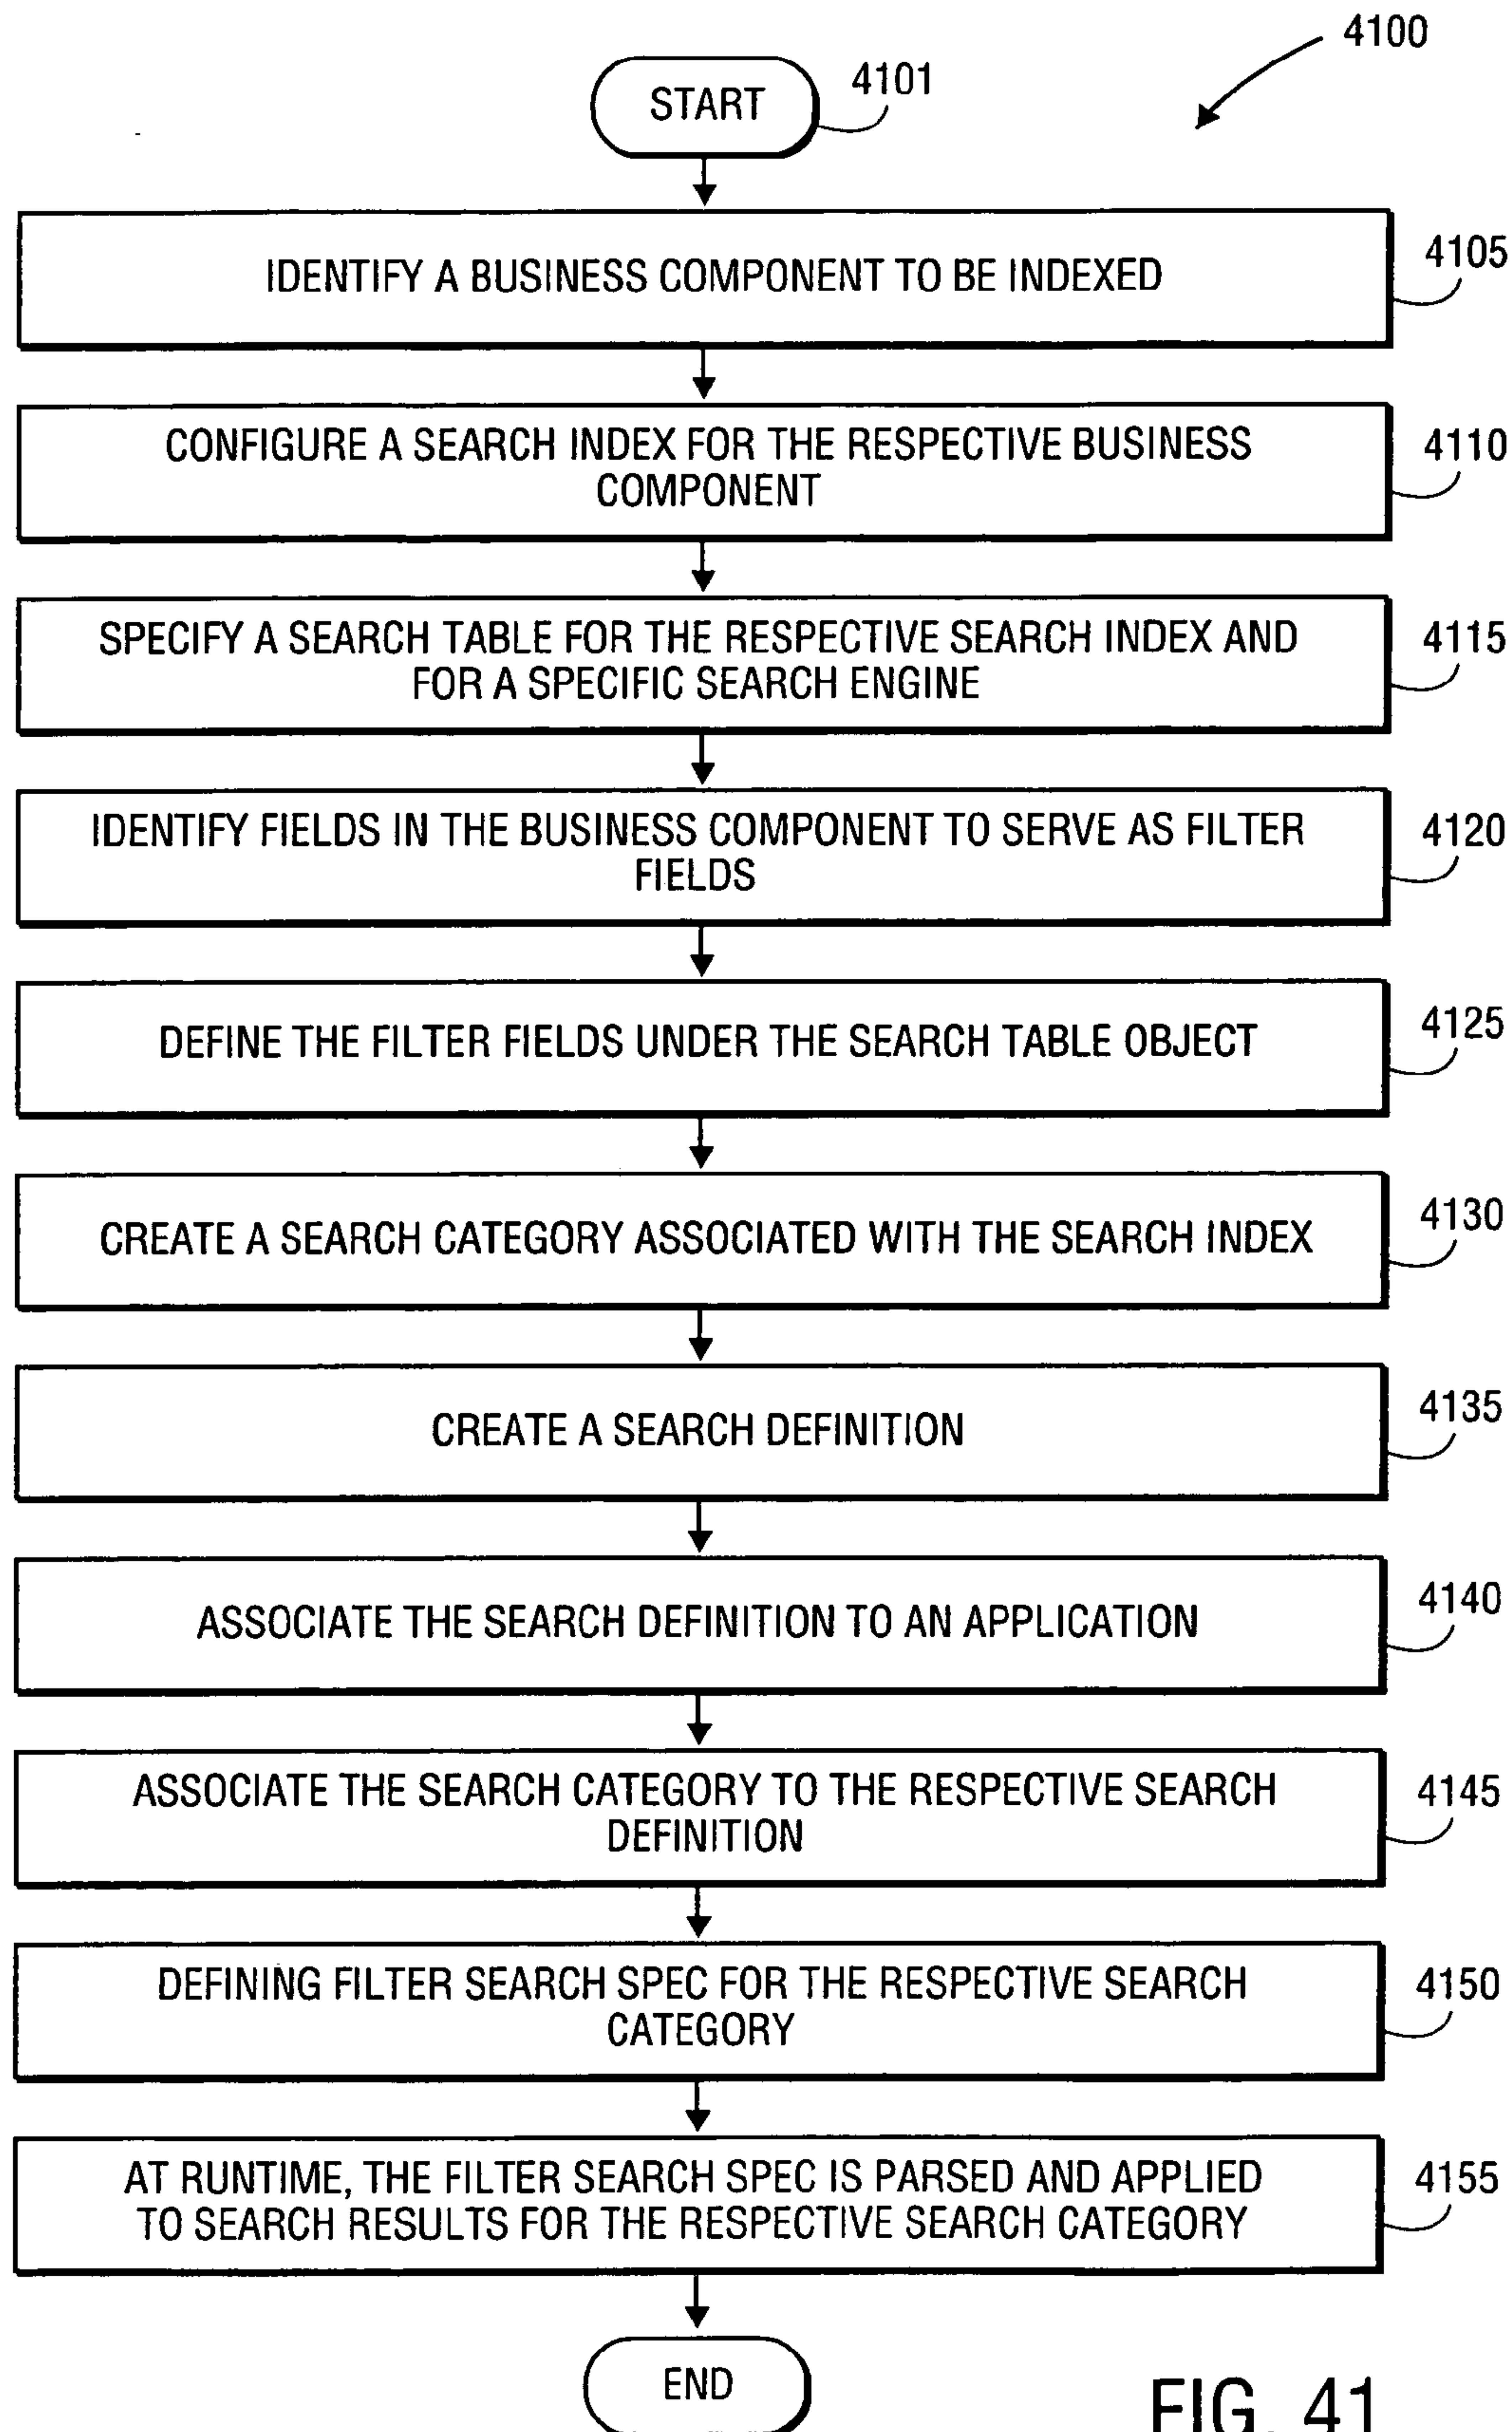 4100
START
4101
IDENTIFY A BUSINESS COMPONENT TO BE INDEXED
4105
CONFIGURE A SEARCH INDEX FOR THE RESPECTIVE BUSINESS
COMPONENT
4110
SPECIFY A SEARCH TABLE FOR THE RESPECTIVE SEARCH INDEX AND
FOR A SPECIFIC SEARCH ENGINE
4115
IDENTIFY FIELDS IN THE BUSINESS COMPONENT TO SERVE AS FILTER
FIELDS
4120
DEFINE THE FILTER FIELDS UNDER THE SEARCH TABLE OBJECT
4125
CREATE A SEARCH CATEGORY ASSOCIATED WITH THE SEARCH INDEX
4130
CREATE A SEARCH DEFINITION
4135
ASSOCIATE THE SEARCH DEFINITION TO AN APPLICATION
4140
ASSOCIATE THE SEARCH CATEGORY TO THE RESPECTIVE SEARCH
DEFINITION
4145
DEFINING FILTER SEARCH SPEC FOR THE RESPECTIVE SEARCH
CATEGORY
4150
AT RUNTIME, THE FILTER SEARCH SPEC IS PARSED AND APPLIED
TO SEARCH RESULTS FOR THE RESPECTIVE SEARCH CATEGORY
4155
END
FIG. 41